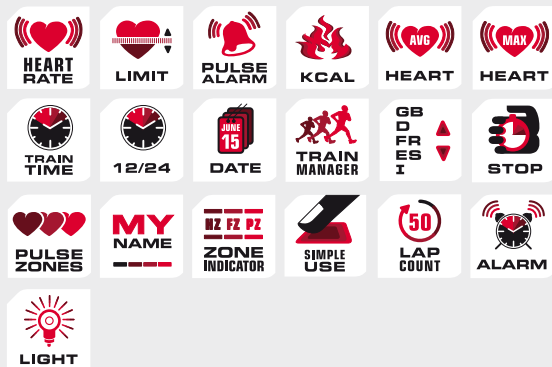 HEART
RATE
LIMIT
PULSE
ALARM
KCAL
AVG
HEART
MAX
HEART
TRAIN
TIME
12/24
JUNE
15
DATE
TRAIN
MANAGER
GB
D
FR
ES
I
STOP
PULSE
ZONES
MY
NAME
HZ FZ PZ
ZONE
INDICATOR
SIMPLE
USE
50
LAP
COUNT
ALARM
LIGHT